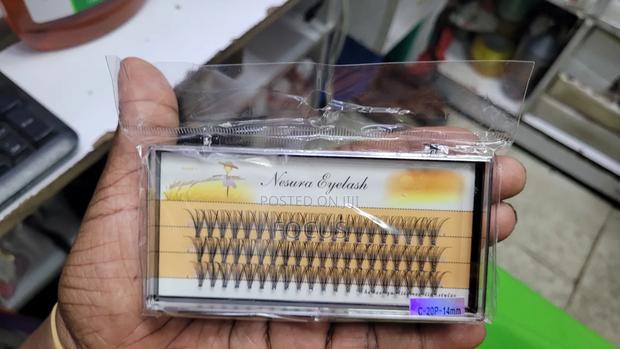 Nesura Eyelash
POSTED ON JIJI
FOCUS
C-20P-14mm